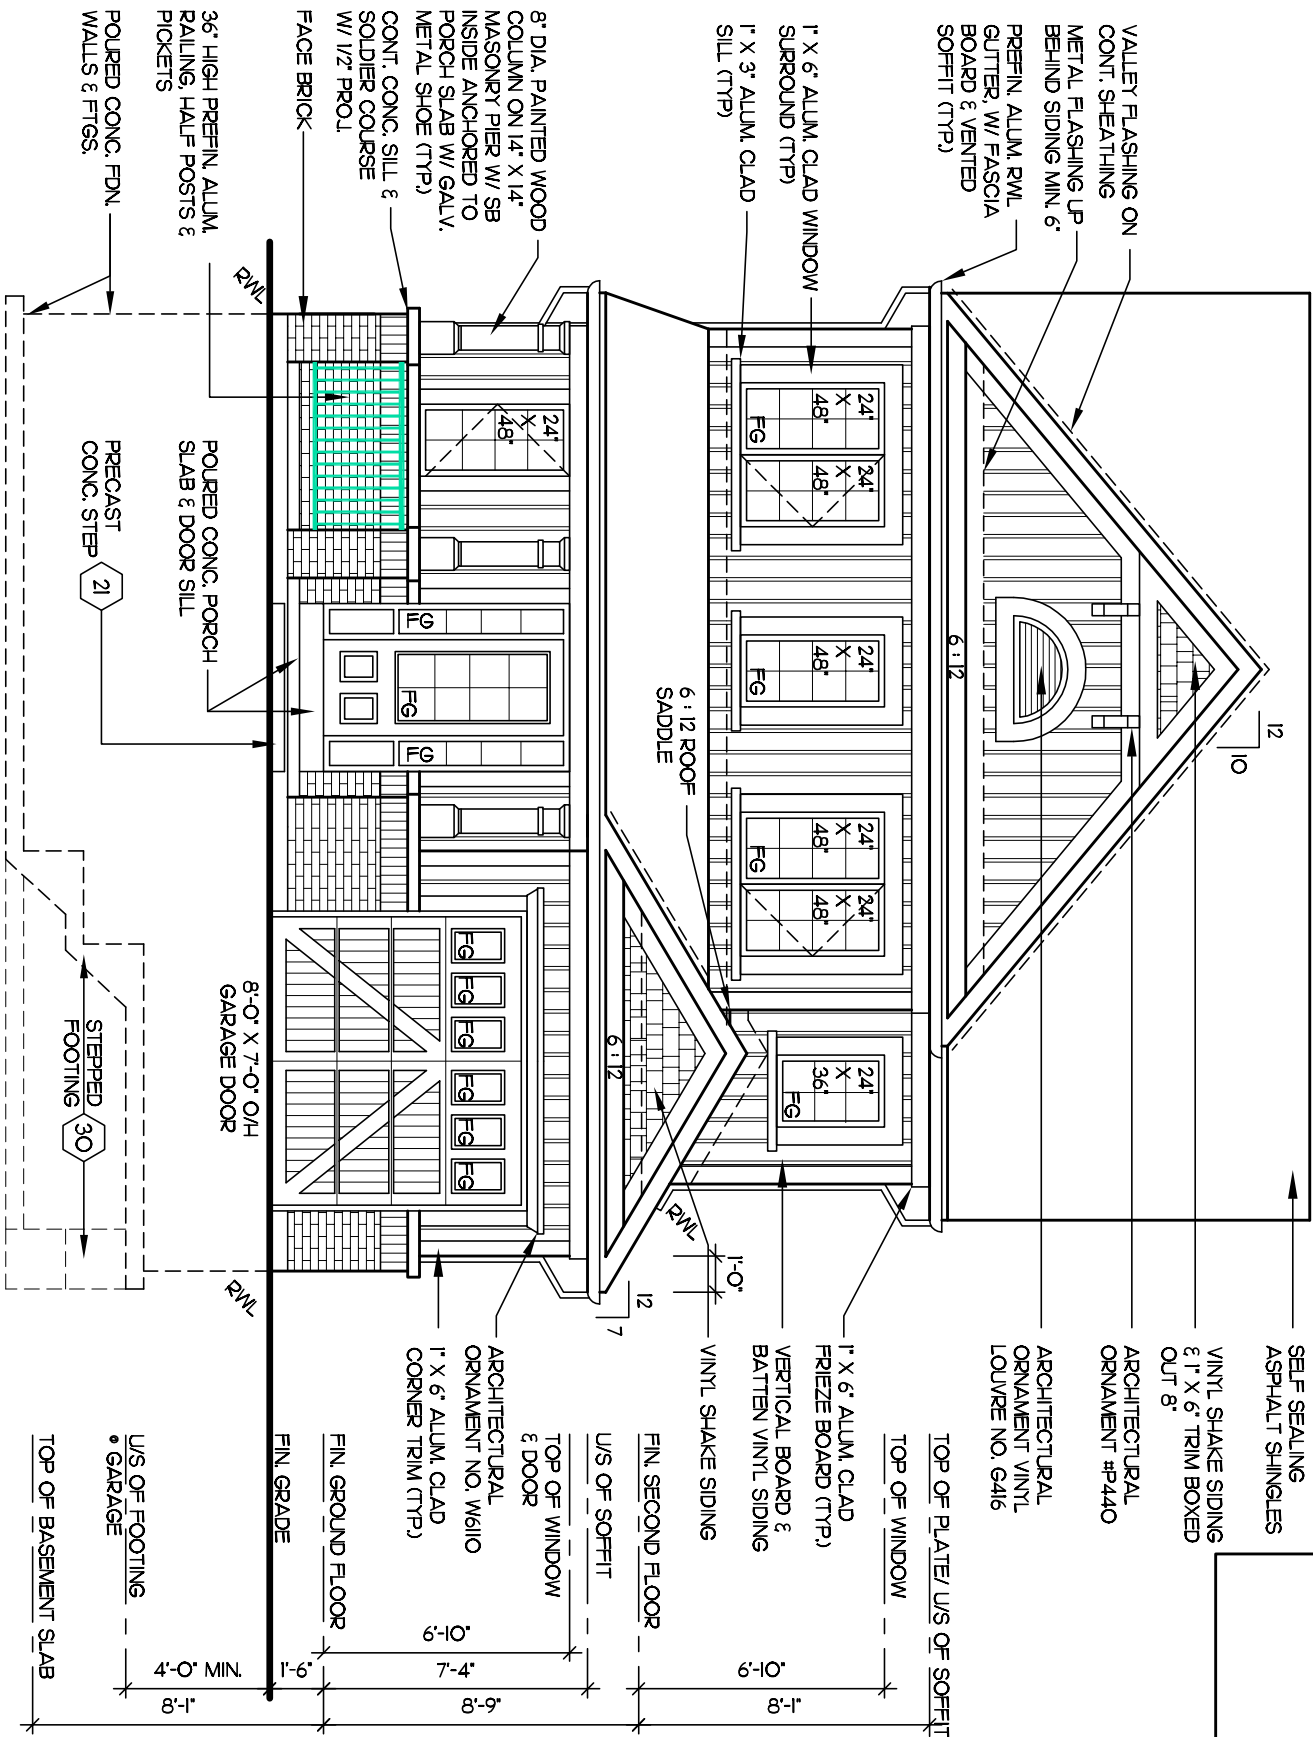 VALLEY FLASHING ON
CONT. SHEATHING
METAL FLASHING UP
BEHIND SIDING MIN. 6"
PREFIN. ALUM. RWL
GUTTER, W/ FASCIA
BOARD & VENTED
SOFFIT (TYP.)
1" X 6" ALUM. CLAD WINDOW
SURROUND (TYP)
1" X 3" ALUM. CLAD
SILL (TYP)
8" DIA. PAINTED WOOD
COLUMN ON 14" X 14"
MASONRY PIER W/ SB
INSIDE ANCHORED TO
PORCH SLAB W/ GALV.
METAL SHOE (TYP.)
CONT. CONC. SILL &
SOLDIER COURSE
W/ 1/2" PROJ.
FACE BRICK
36" HIGH PREFIN. ALUM.
RAILING, HALF POSTS &
PICKETS
POURED CONC. FDN.
WALLS & FTGS.
12
10
6 : 12
24"
X
48"
FG
24"
X
48"
24"
X
48"
FG
24"
X
48"
FG
24"
X
48"
24"
X
36"
FG
6 : 12 ROOF
SADDLE
6 : 12
RWL
1'-0"
12
7
24"
X
48"
FG
FG
FG
FG
FG
FG
FG
FG
FG
RWL
RWL
POURED CONC. PORCH
SLAB & DOOR SILL
PRECAST
CONC. STEP
21
8'-0" X 7'-0" O/H
GARAGE DOOR
STEPPED
FOOTING
30
SELF SEALING
ASPHALT SHINGLES
VINYL SHAKE SIDING
& 1" X 6" TRIM BOXED
OUT 8"
ARCHITECTURAL
ORNAMENT #P440
ARCHITECTURAL
ORNAMENT VINYL
LOUVRE NO. G416
1" X 6" ALUM. CLAD
FRIEZE BOARD (TYP.)
VERTICAL BOARD &
BATTEN VINYL SIDING
VINYL SHAKE SIDING
ARCHITECTURAL
ORNAMENT NO. W6110
1" X 6" ALUM. CLAD
CORNER TRIM (TYP.)
TOP OF PLATE/ U/S OF SOFFIT
TOP OF WINDOW
FIN. SECOND FLOOR
U/S OF SOFFIT
TOP OF WINDOW
& DOOR
FIN. GROUND FLOOR
FIN. GRADE
U/S OF FOOTING
@ GARAGE
TOP OF BASEMENT SLAB
6'-10"
8'-1"
6'-10"
7'-4"
8'-9"
1'-6"
4'-0" MIN.
8'-1"